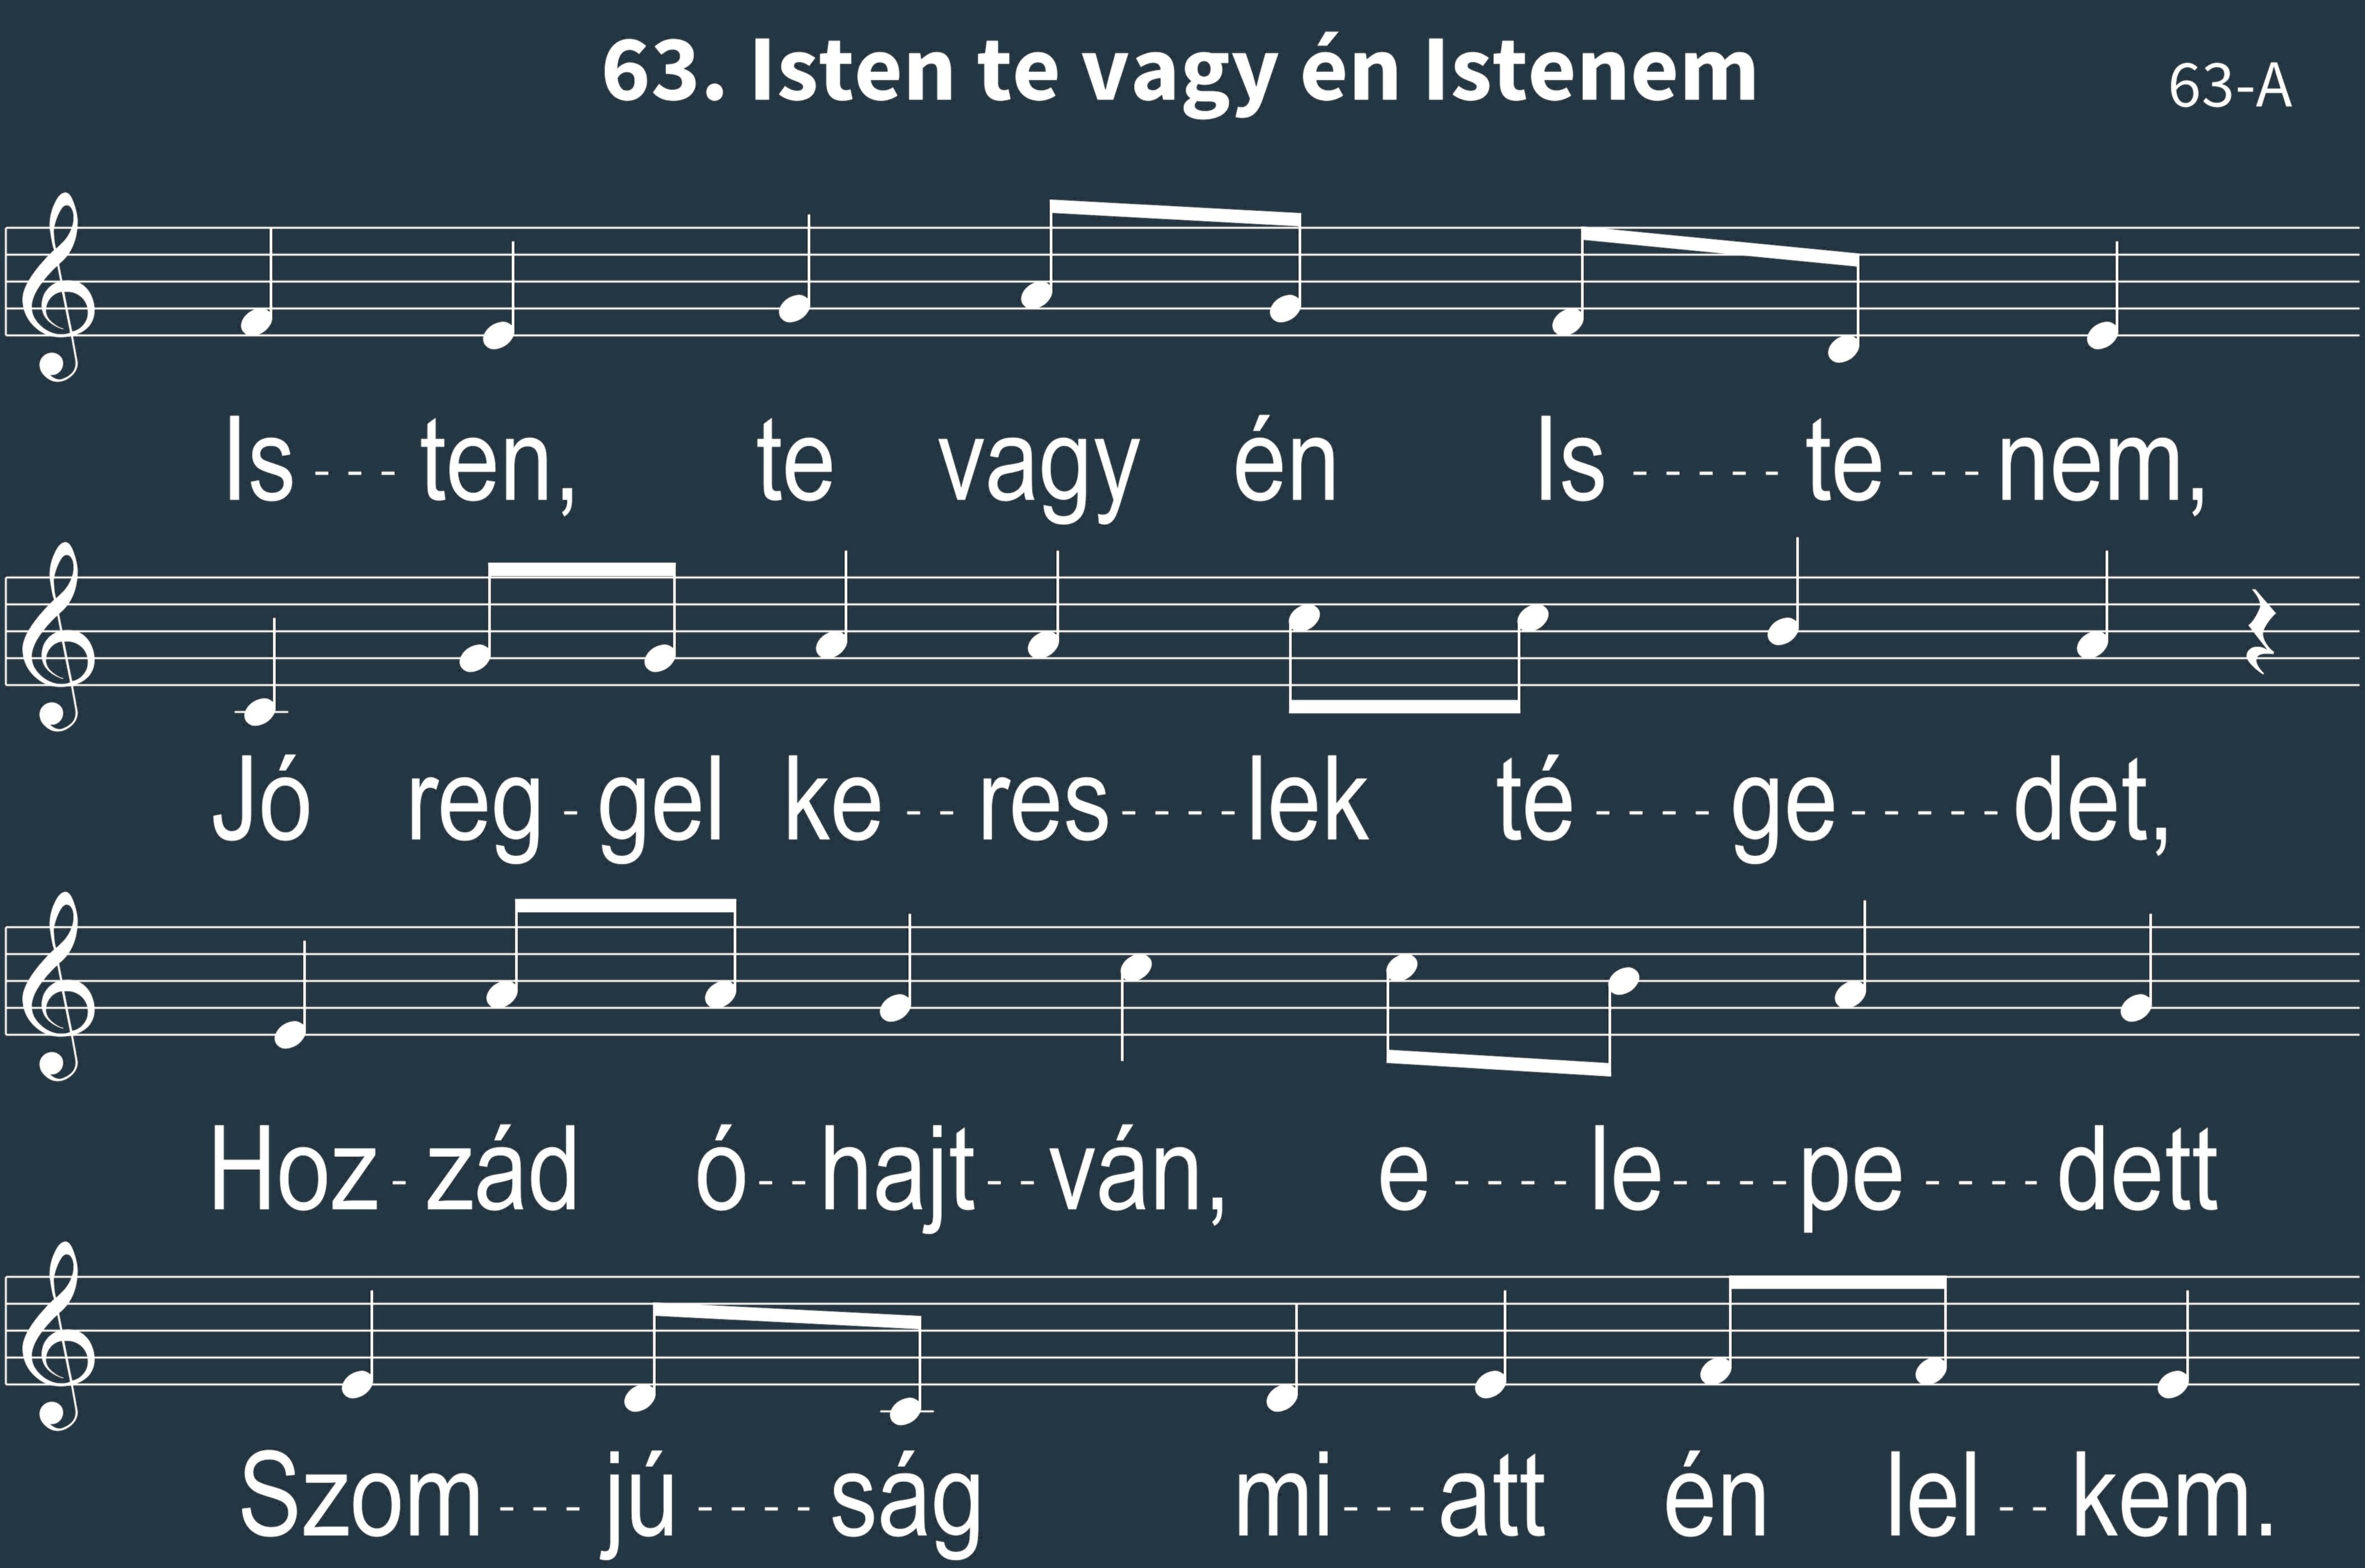 63. Isten te vagy én Istenem
63-A
Is---ten, te vagy én Is-----te---nem,
Jó reg-gel ke--res----lek té----ge-----det,
Hoz-zád ó--hajt--ván, e----le----pe----dett
Szom---jú----ság mi---att én lel--kem.